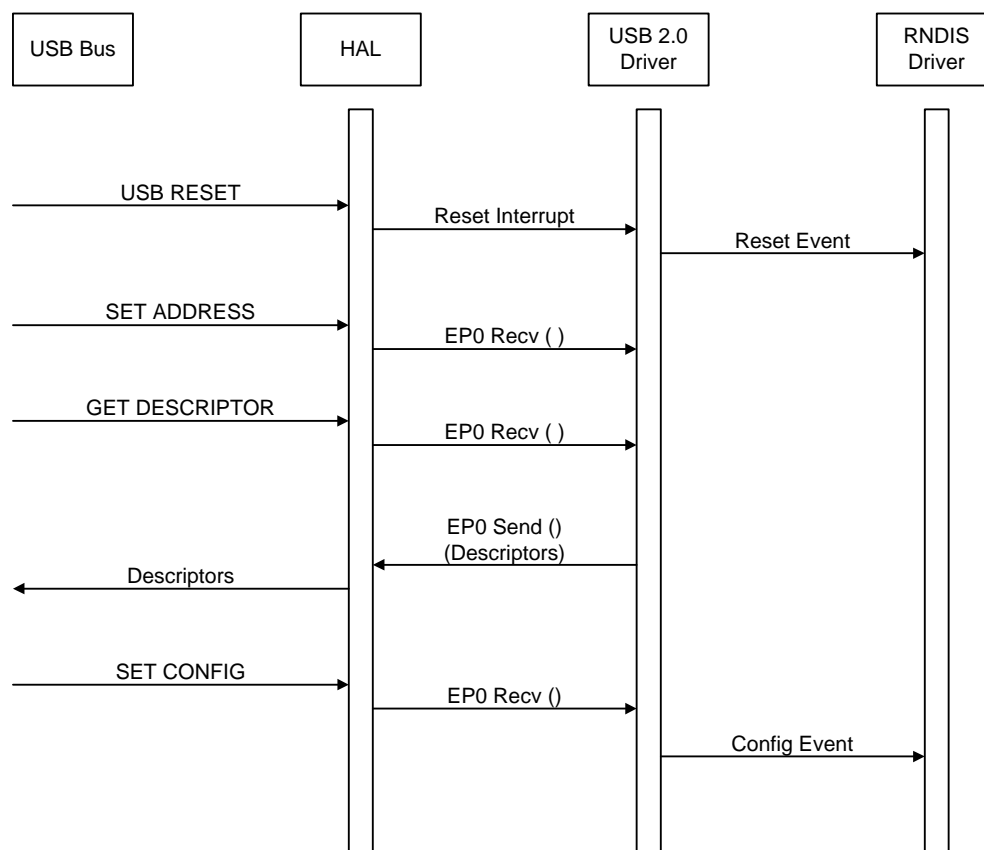 USB Bus
HAL
USB 2.0
Driver
RNDIS
Driver
USB RESET
Reset Interrupt
Reset Event
SET ADDRESS
EP0 Recv ( )
GET DESCRIPTOR
EP0 Recv ( )
EP0 Send ()
(Descriptors)
Descriptors
SET CONFIG
EP0 Recv ()
Config Event